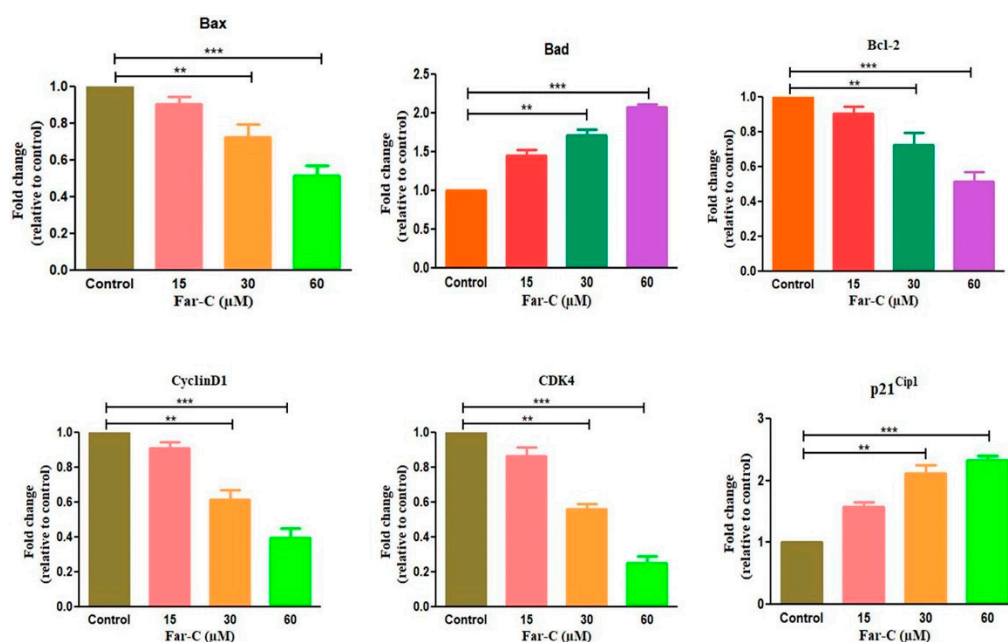 Bax
***
**
Fold change
(relative to control)
1.0
0.8
0.6
0.4
0.2
0.0
Control 15 30 60
Far-C (µM)
Bad
***
**
Fold change
(relative to control)
2.5
2.0
1.5
1.0
0.5
0.0
Control 15 30 60
Far-C (µM)
Bcl-2
***
**
Fold change
(relative to control)
1.0
0.8
0.6
0.4
0.2
0.0
Control 15 30 60
Far-C (µM)
CyclinD1
***
**
Fold change
(relative to control)
1.0
0.8
0.6
0.4
0.2
0.0
Control 15 30 60
Far-C (µM)
CDK4
***
**
Fold change
(relative to control)
1.0
0.8
0.6
0.4
0.2
0.0
Control 15 30 60
Far-C (µM)
p21Cip1
***
**
Fold change
(relative to control)
3
2
1
0
Control 15 30 60
Far-C (µM)